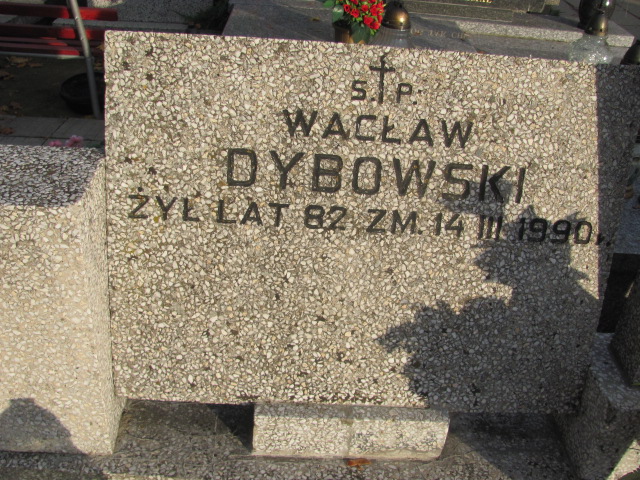 Ś.P.
WACŁAW
DYBOWSKI
ŻYŁ LAT 82 ZM. 14 III 1990 r.